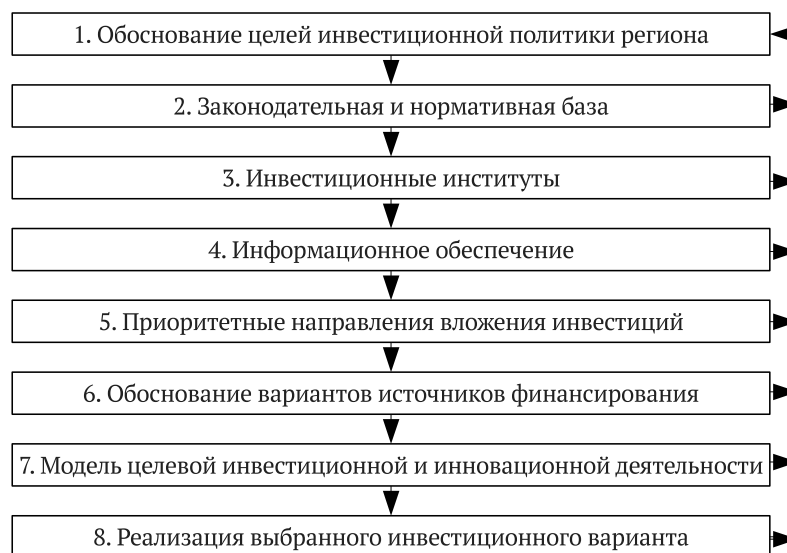 1. Обоснование целей инвестиционной политики региона
2. Законодательная и нормативная база
3. Инвестиционные институты
4. Информационное обеспечение
5. Приоритетные направления вложения инвестиций
6. Обоснование вариантов источников финансирования
7. Модель целевой инвестиционной и инновационной деятельности
8. Реализация выбранного инвестиционного варианта